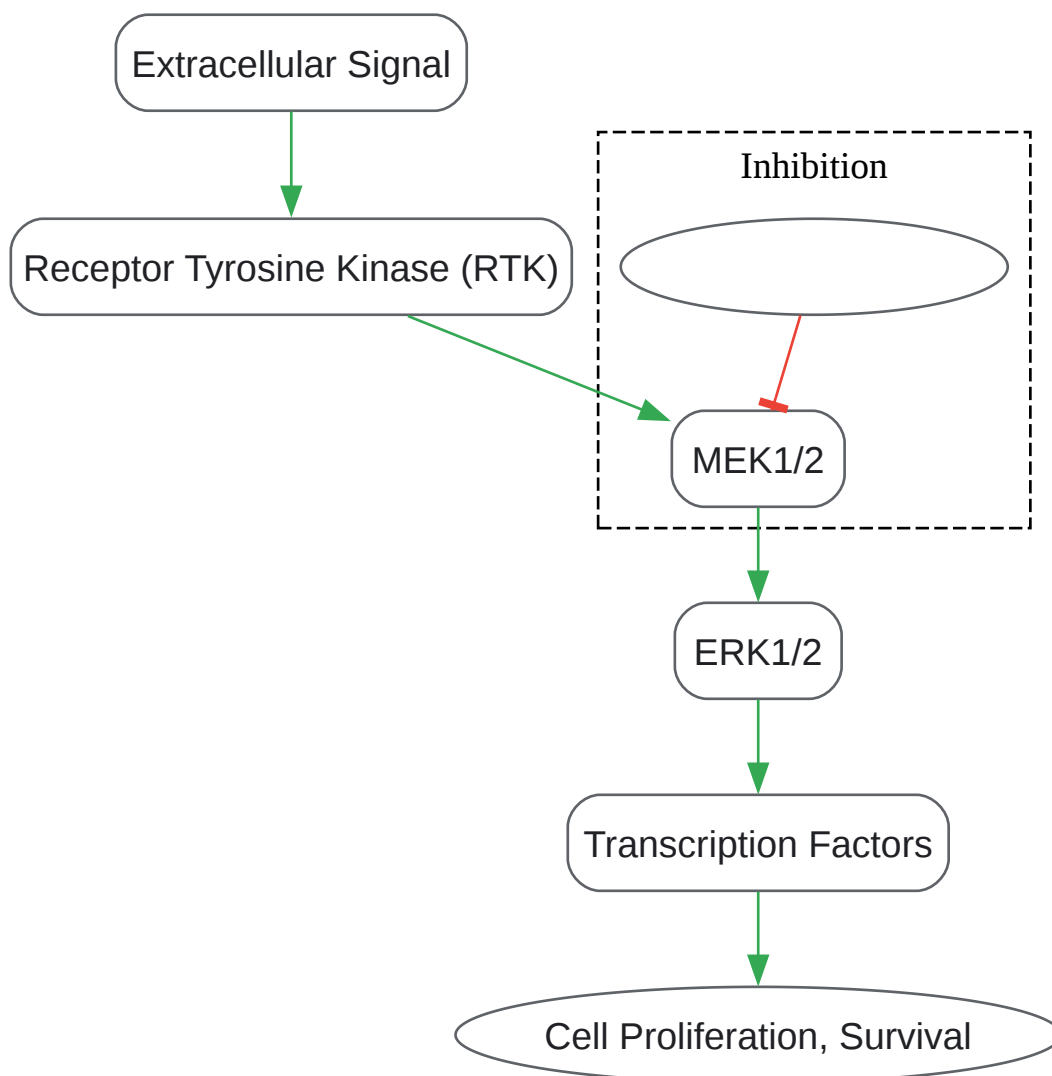 Extracellular Signal
Inhibition
Receptor Tyrosine Kinase (RTK)
MEK1/2
ERK1/2
Transcription Factors
Cell Proliferation, Survival